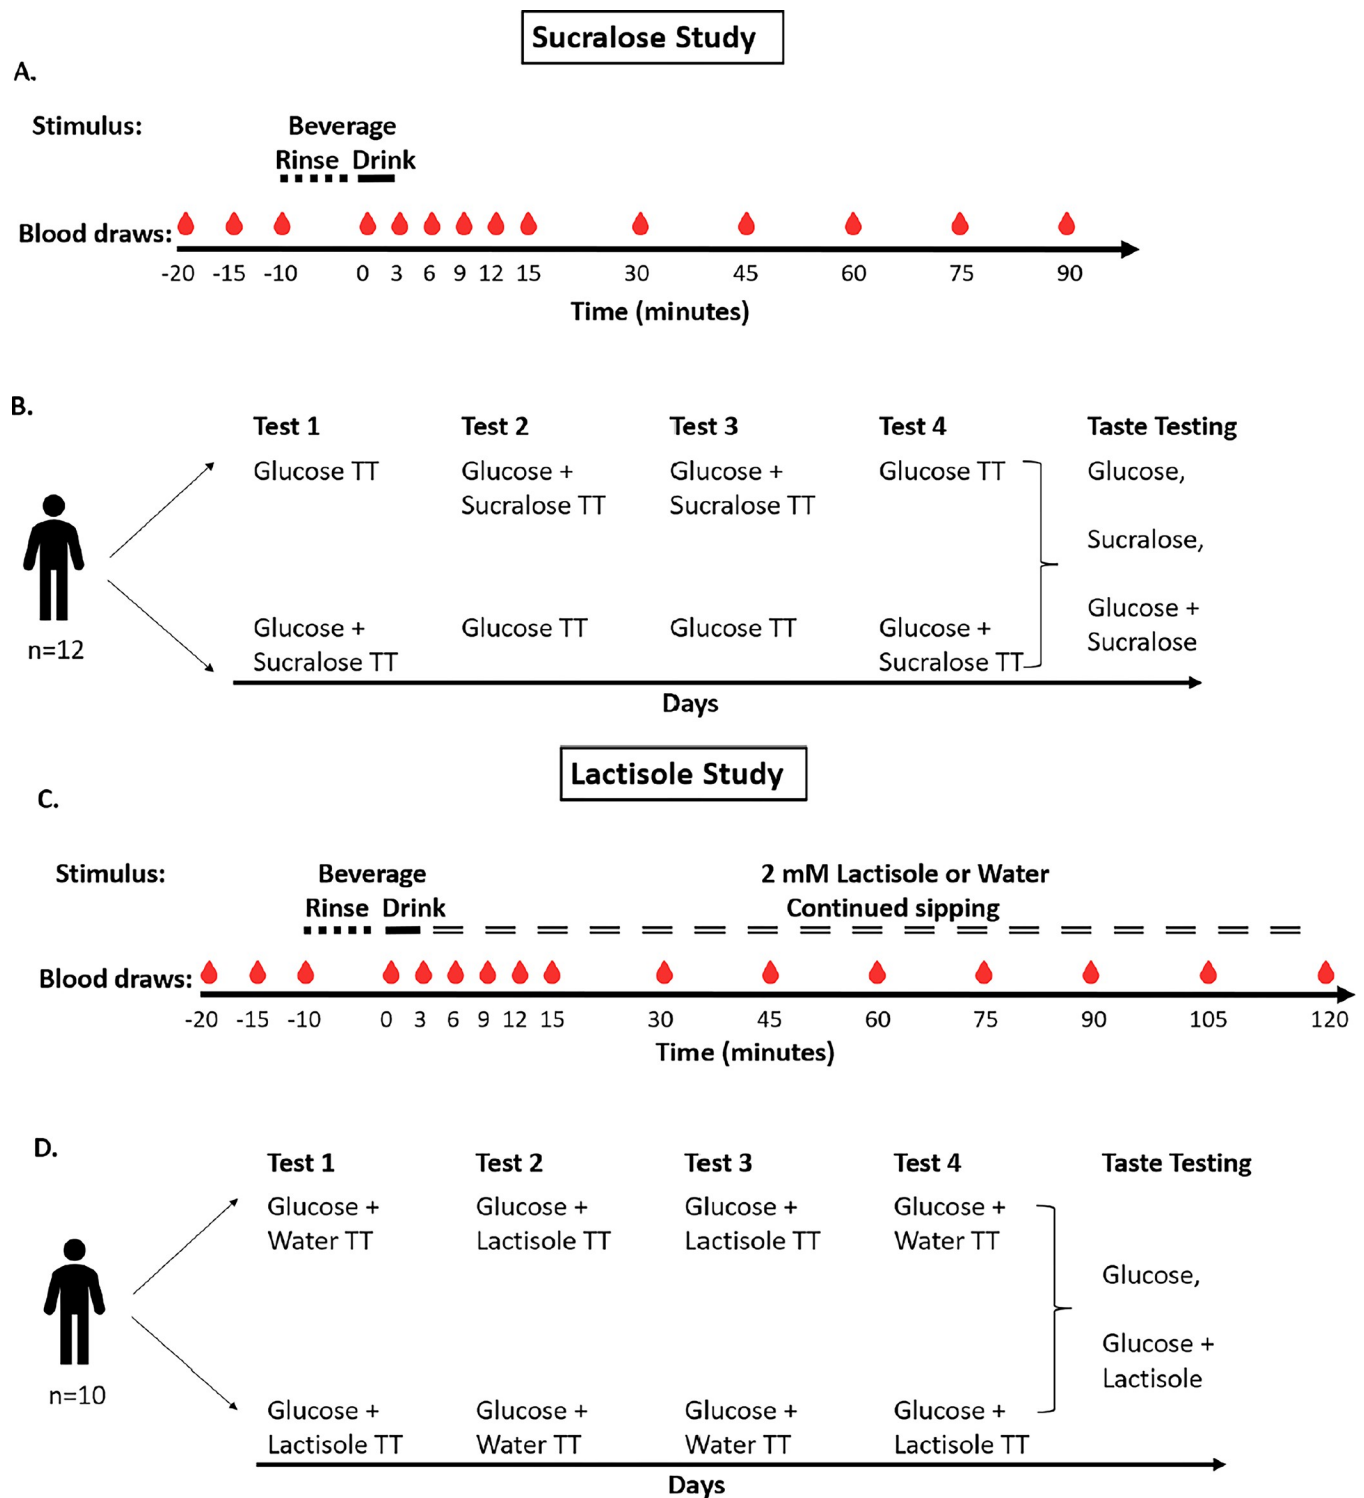 Sucralose Study
A.
Stimulus:
Beverage
Rinse Drink
Blood draws:
-20 -15 -10 0 3 6 9 12 15 30 45 60 75 90
Time (minutes)
B.
Test 1 Test 2 Test 3 Test 4 Taste Testing
Glucose TT Glucose + Glucose + Glucose TT Glucose,
Sucralose TT Sucralose TT
Sucralose,
Glucose +
Glucose + Glucose TT Glucose TT Glucose +
Sucralose
Sucralose TT Sucralose TT
n=12
Days
Lactisole Study
C.
Stimulus: Beverage 2 mM Lactisole or Water
Rinse Drink Continued sipping
Blood draws:
-20 -15 -10 0 3 6 9 12 15 30 45 60 75 90 105 120
Time (minutes)
D.
Test 1 Test 2 Test 3 Test 4 Taste Testing
Glucose + Glucose + Glucose + Glucose +
Water TT Lactisole TT Lactisole TT Water TT
Glucose,
Glucose +
Lactisole
n=10
Glucose + Glucose + Glucose + Glucose +
Lactisole TT Water TT Water TT Lactisole TT
Days